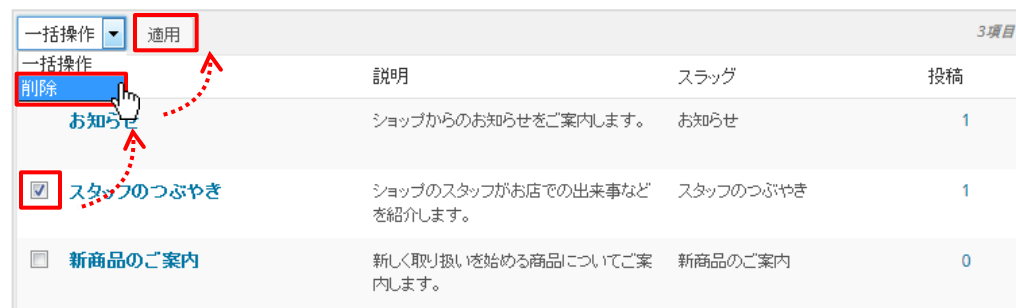 一括操作 適用 3項目
一括操作
削除
説明 スラッグ 投稿
お知らせ ショップからのお知らせをご案内します。 お知らせ 1
スタッフのつぶやき ショップのスタッフがお店での出来事など スタッフのつぶやき 1
を紹介します。
新商品のご案内 新しく取り扱いを始める商品についてご案 新商品のご案内 0
内します。